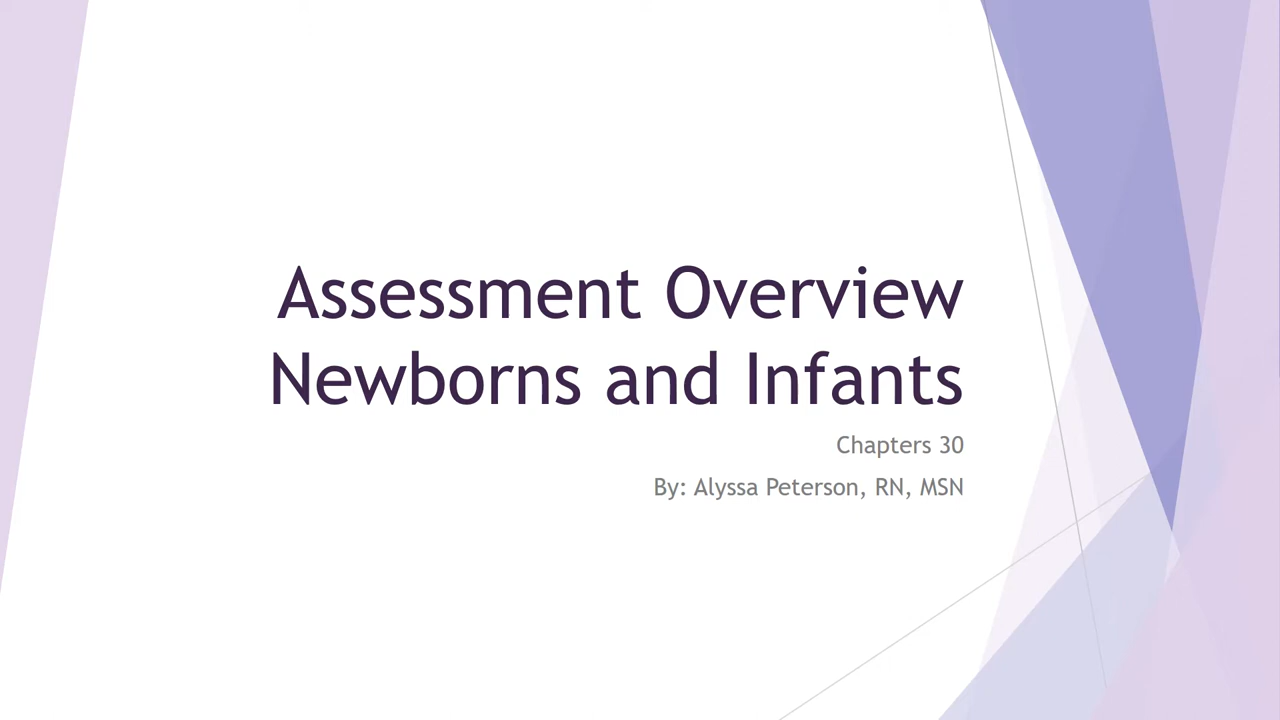 Assessment Overview
Newborns and Infants
Chapters 30
By: Alyssa Peterson, RN, MSN